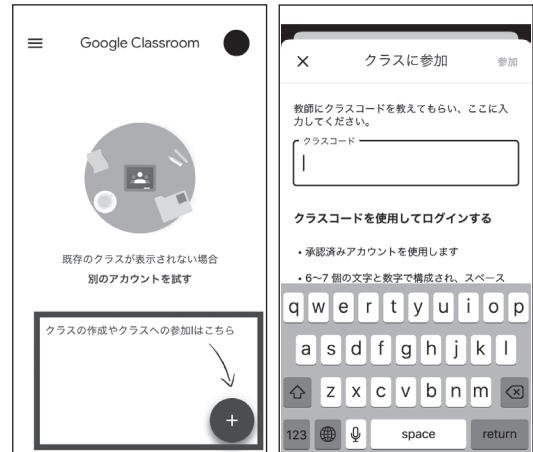 Google Classroom
既存のクラスが表示されない場合
別のアカウントを試す
クラスの作成やクラスへの参加はこちら
+
クラスに参加
参加
教師にクラスコードを教えてもらい、ここに入
力してください。
クラスコード
クラスコードを使用してログインする
• 承認済みアカウントを使用します
• 6〜7 個の文字と数字で構成され、スペース
q w e r t y u i o p
a s d f g h j k l
z x c v b n m
123 space return